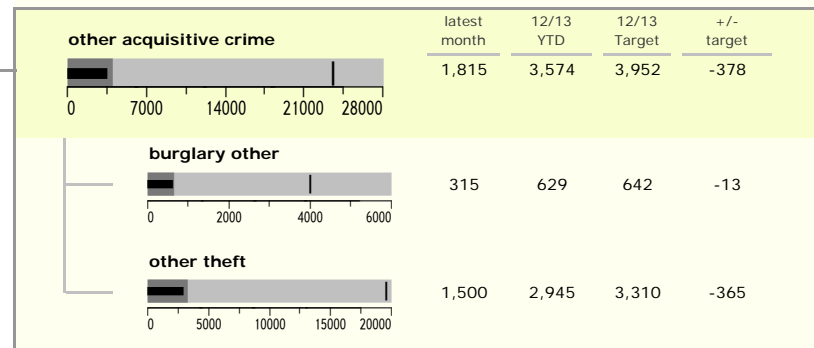 latest 12/13 12/13 +/-
other acquisitive crime month YTD Target target
1,815 3,574 3,952 -378
0 7000 14000 21000 28000
burglary other
315 629 642 -13
0 2000 4000 6000
other theft
1,500 2,945 3,310 -365
0 5000 10000 15000 20000